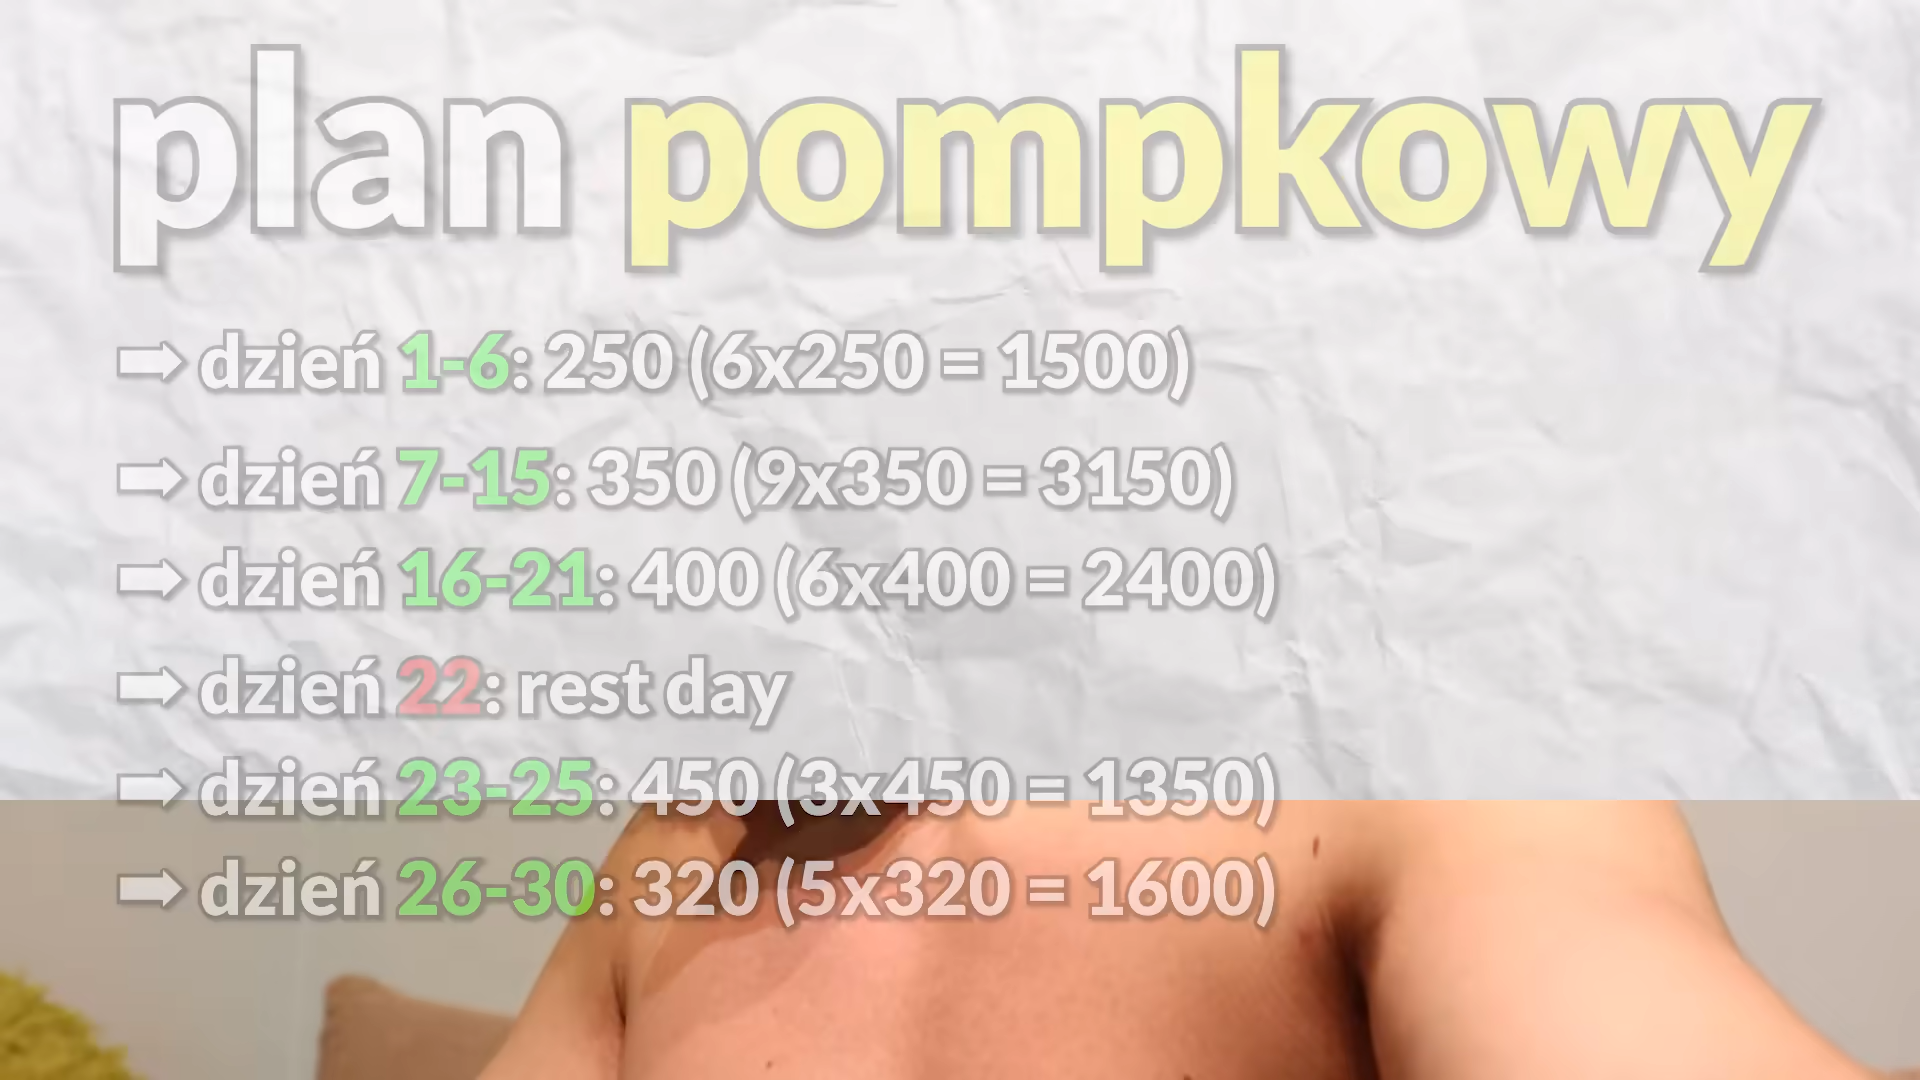 plan pompkowy
➡ dzień 1-6: 250 (6x250 = 1500)
➡ dzień 7-15: 350 (9x350 = 3150)
➡ dzień 16-21: 400 (6x400 = 2400)
➡ dzień 22: rest day
➡ dzień 23-25: 450 (3x450 = 1350)
➡ dzień 26-30: 320 (5x320 = 1600)